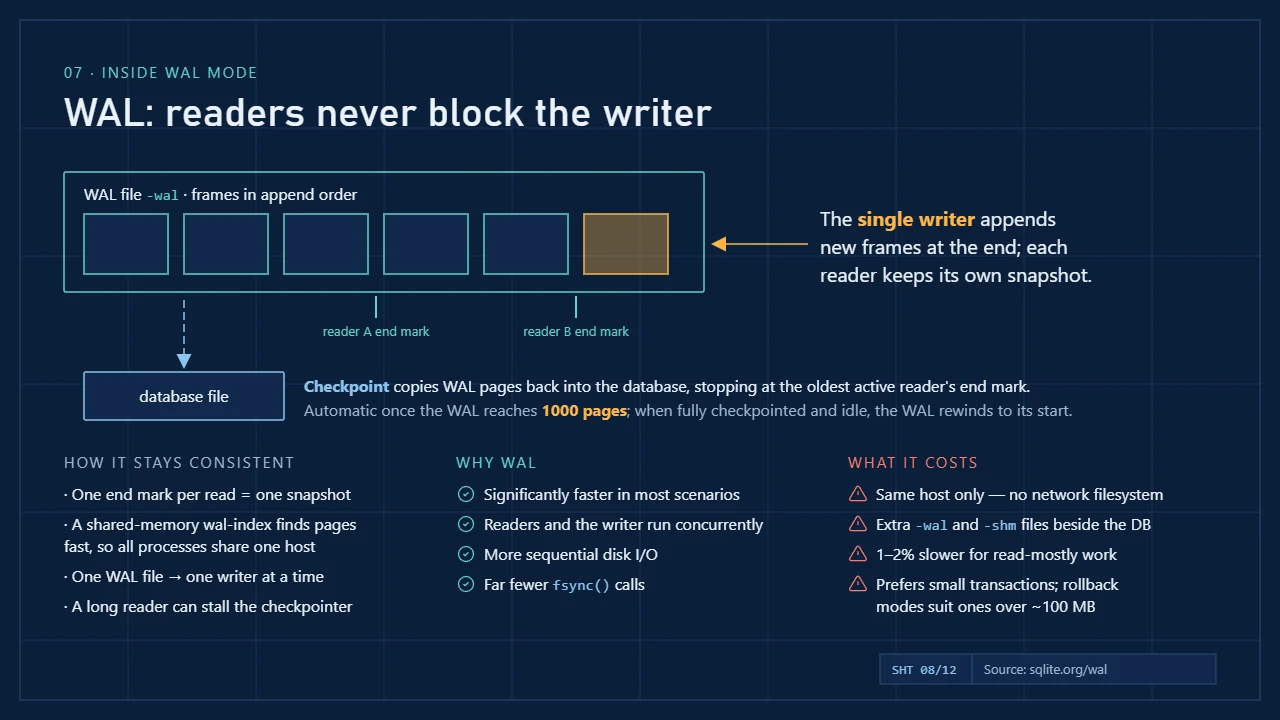 07 · INSIDE WAL MODE
WAL: readers never block the writer
WAL file -wal · frames in append order
The single writer appends
new frames at the end; each
reader keeps its own snapshot.
reader A end mark
reader B end mark
database file
Checkpoint copies WAL pages back into the database, stopping at the oldest active reader's end mark.
Automatic once the WAL reaches 1000 pages; when fully checkpointed and idle, the WAL rewinds to its start.
HOW IT STAYS CONSISTENT
· One end mark per read = one snapshot
· A shared-memory wal-index finds pages
fast, so all processes share one host
· One WAL file → one writer at a time
· A long reader can stall the checkpointer
WHY WAL
Significantly faster in most scenarios
Readers and the writer run concurrently
More sequential disk I/O
Far fewer fsync() calls
WHAT IT COSTS
Same host only — no network filesystem
Extra -wal and -shm files beside the DB
1–2% slower for read-mostly work
Prefers small transactions; rollback
modes suit ones over ~100 MB
SHT 08/12
Source: sqlite.org/wal